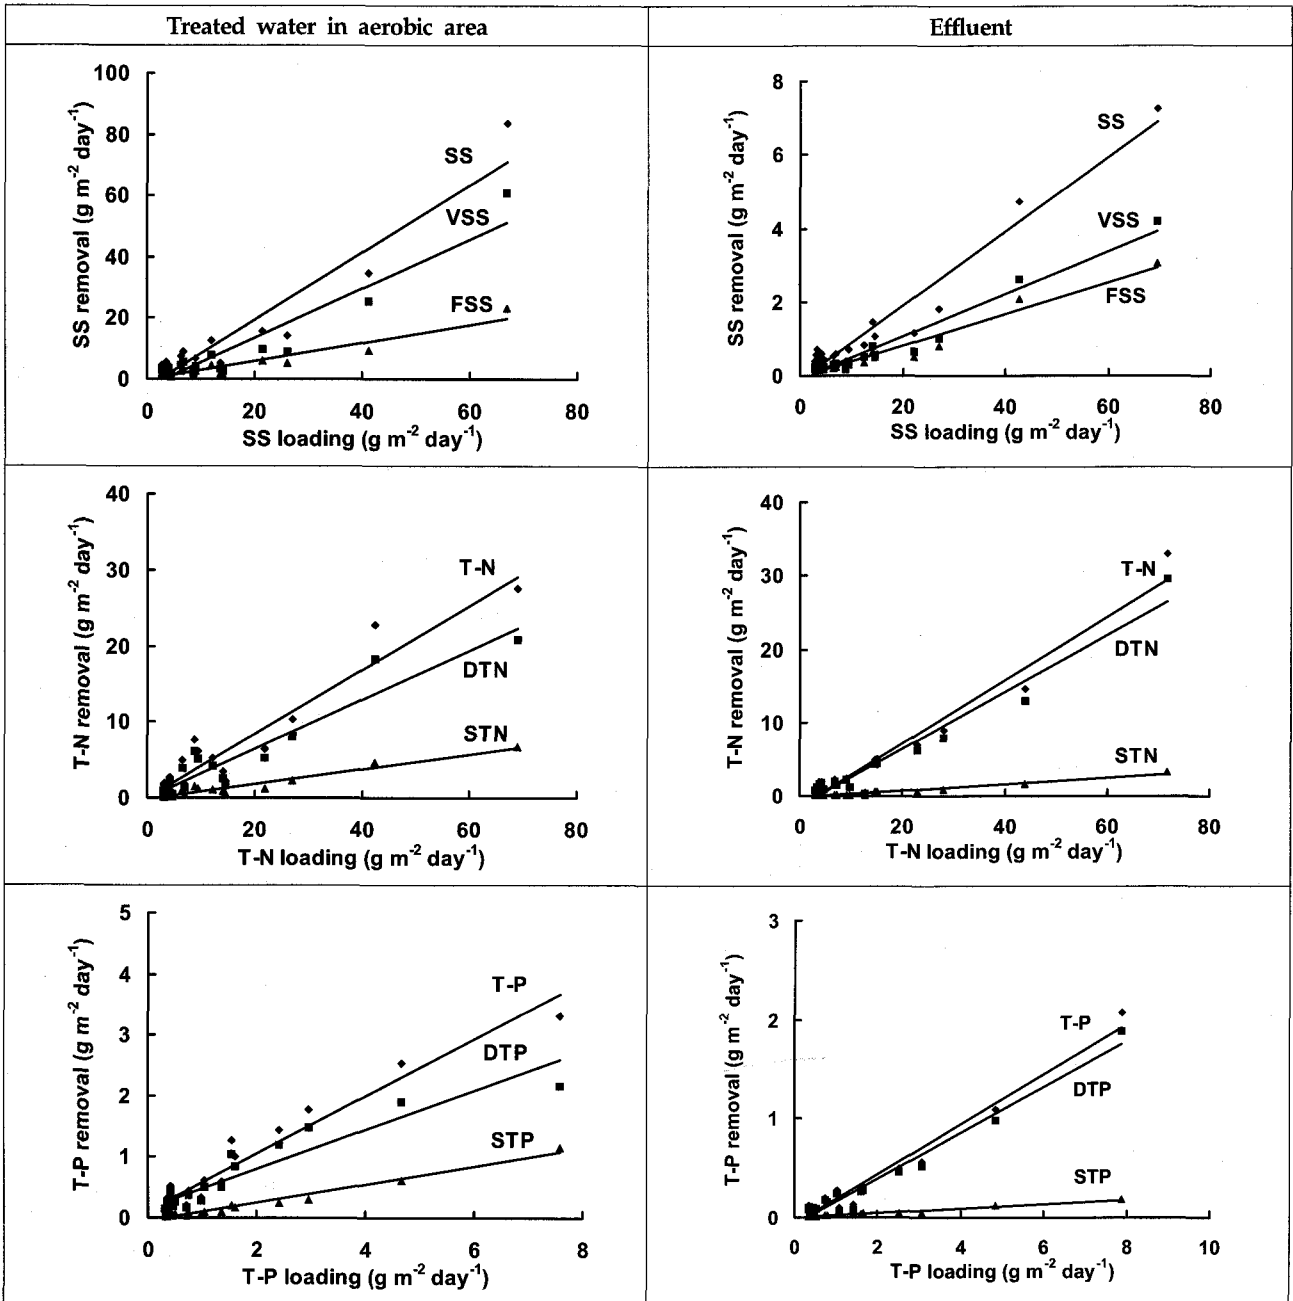 Treated water in aerobic area
Effluent
SS removal (g m⁻² day⁻¹)
100
80
60
40
20
0
SS
VSS
FSS
0 20 40 60 80
SS loading (g m⁻² day⁻¹)
SS removal (g m⁻² day⁻¹)
8
6
4
2
0
SS
VSS
FSS
0 20 40 60 80
SS loading (g m⁻² day⁻¹)
T-N removal (g m⁻² day⁻¹)
40
30
20
10
0
T-N
DTN
STN
0 20 40 60 80
T-N loading (g m⁻² day⁻¹)
T-N removal (g m⁻² day⁻¹)
40
30
20
10
0
T-N
DTN
STN
0 20 40 60 80
T-N loading (g m⁻² day⁻¹)
T-P removal (g m⁻² day⁻¹)
5
4
3
2
1
0
T-P
DTP
STP
0 2 4 6 8
T-P loading (g m⁻² day⁻¹)
T-P removal (g m⁻² day⁻¹)
3
2
1
0
T-P
DTP
STP
0 2 4 6 8 10
T-P loading (g m⁻² day⁻¹)